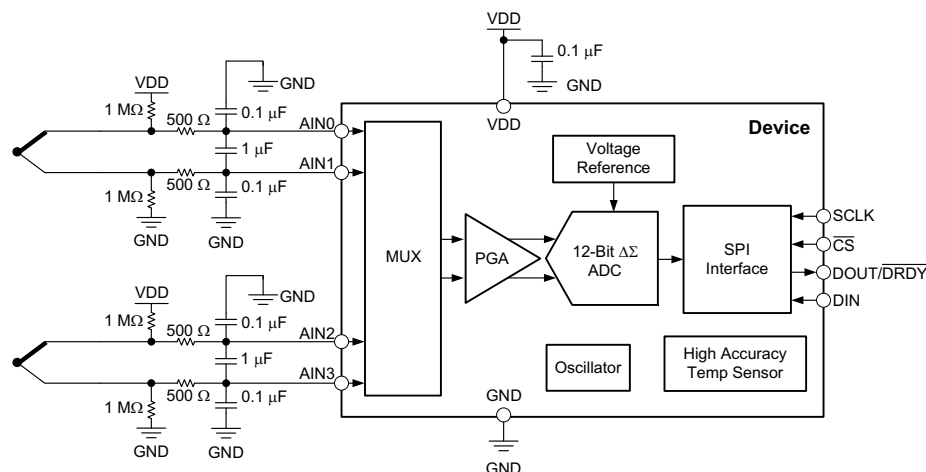 VDD
0.1 μF
GND
GND
VDD
VDD
1 MΩ
500 Ω
0.1 μF
AIN0
Device
1 μF
AIN1
Voltage
Reference
500 Ω
0.1 μF
1 MΩ
GND
GND
MUX
PGA
12-Bit ΔΣ
ADC
SPI
Interface
SCLK
CS
DOUT/DRDY
DIN
GND
VDD
1 MΩ
500 Ω
0.1 μF
AIN2
1 μF
AIN3
Oscillator
High Accuracy
Temp Sensor
500 Ω
0.1 μF
1 MΩ
GND
GND
GND
GND